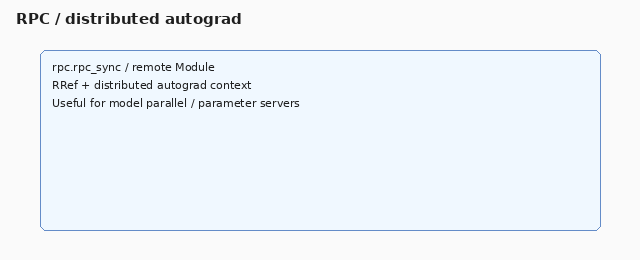 RPC / distributed autograd
rpc.rpc_sync / remote Module
RRef + distributed autograd context
Useful for model parallel / parameter servers